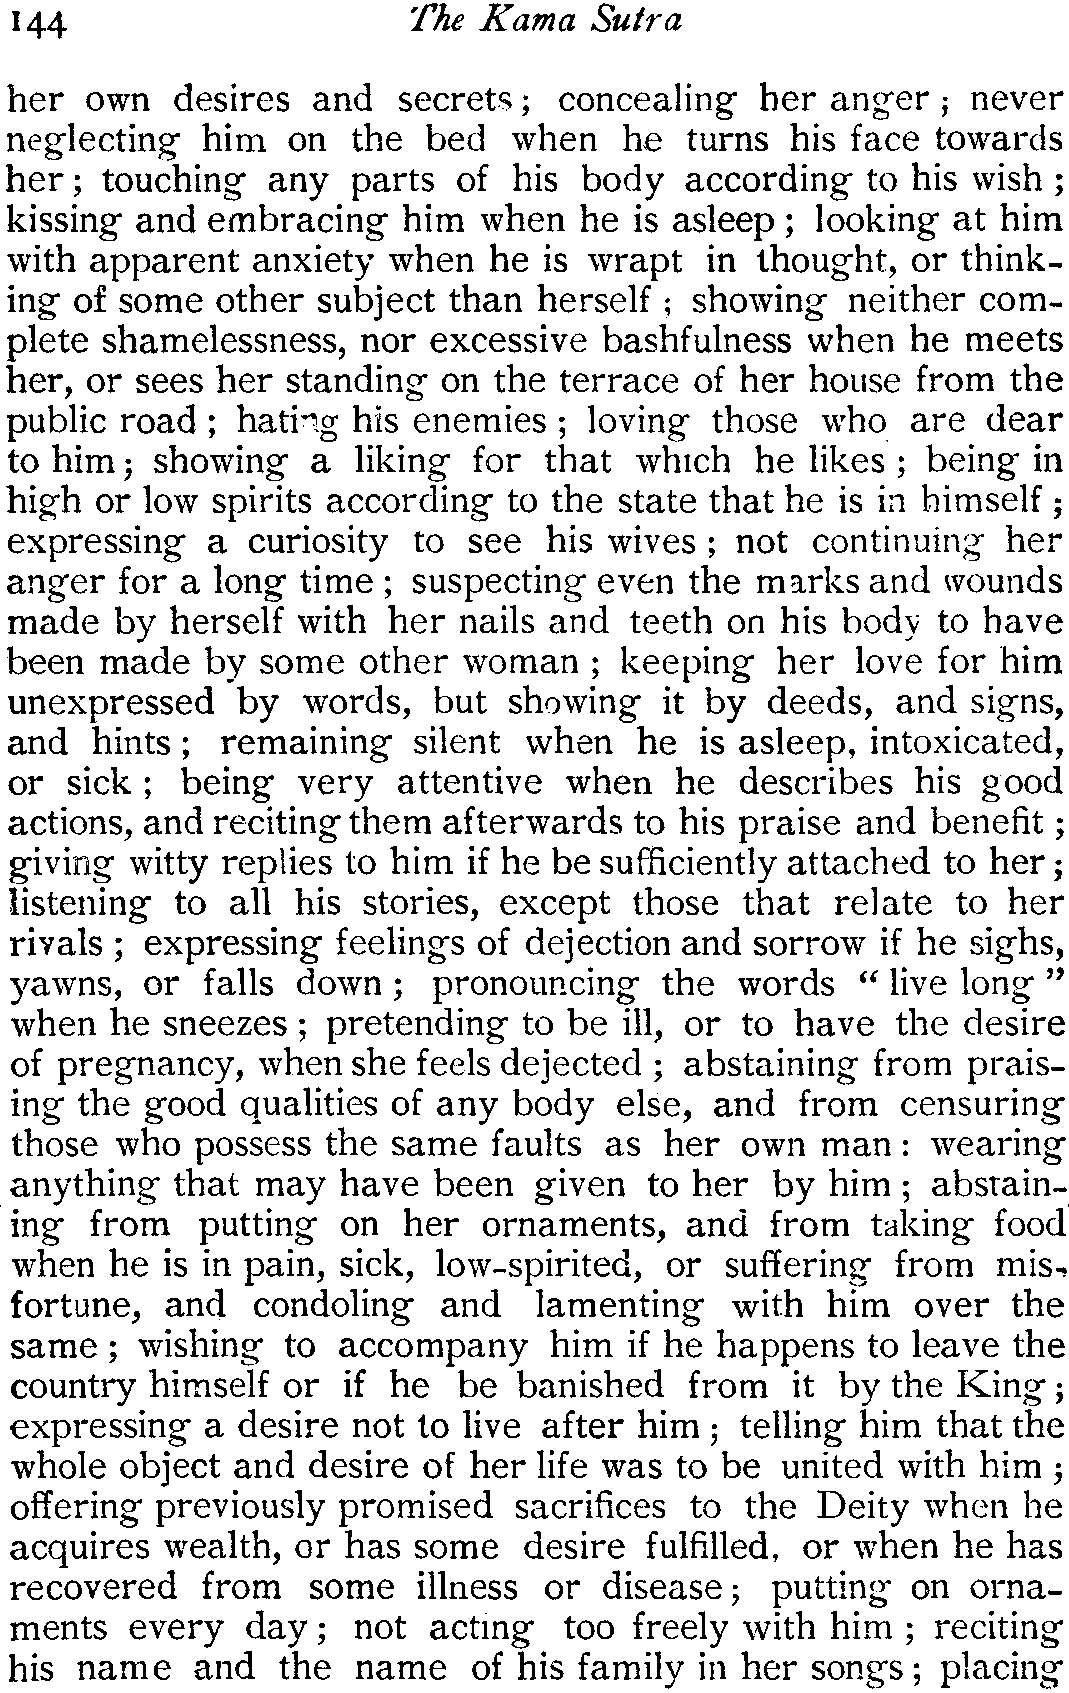 144 The Kama Sutra
her own desires and secrets; concealing her anger; never
neglecting him on the bed when he turns his face towards
her; touching any parts of his body according to his wish;
kissing and embracing him when he is asleep; looking at him
with apparent anxiety when he is wrapt in thought, or think-
ing of some other subject than herself; showing neither com-
plete shamelessness, nor excessive bashfulness when he meets
her, or sees her standing on the terrace of her house from the
public road; hating his enemies; loving those who are dear
to him; showing a liking for that which he likes; being in
high or low spirits according to the state that he is in himself;
expressing a curiosity to see his wives; not continuing her
anger for a long time; suspecting even the marks and wounds
made by herself with her nails and teeth on his body to have
been made by some other woman; keeping her love for him
unexpressed by words, but showing it by deeds, and signs,
and hints; remaining silent when he is asleep, intoxicated,
or sick; being very attentive when he describes his good
actions, and reciting them afterwards to his praise and benefit;
giving witty replies to him if he be sufficiently attached to her;
listening to all his stories, except those that relate to her
rivals; expressing feelings of dejection and sorrow if he sighs,
yawns, or falls down; pronouncing the words “live long”
when he sneezes; pretending to be ill, or to have the desire
of pregnancy, when she feels dejected; abstaining from prais-
ing the good qualities of any body else, and from censuring
those who possess the same faults as her own man: wearing
anything that may have been given to her by him; abstain-
ing from putting on her ornaments, and from taking food
when he is in pain, sick, low-spirited, or suffering from mis-
fortune, and condoling and lamenting with him over the
same; wishing to accompany him if he happens to leave the
country himself or if he be banished from it by the King;
expressing a desire not to live after him; telling him that the
whole object and desire of her life was to be united with him;
offering previously promised sacrifices to the Deity when he
acquires wealth, or has some desire fulfilled, or when he has
recovered from some illness or disease; putting on orna-
ments every day; not acting too freely with him; reciting
his name and the name of his family in her songs; placing